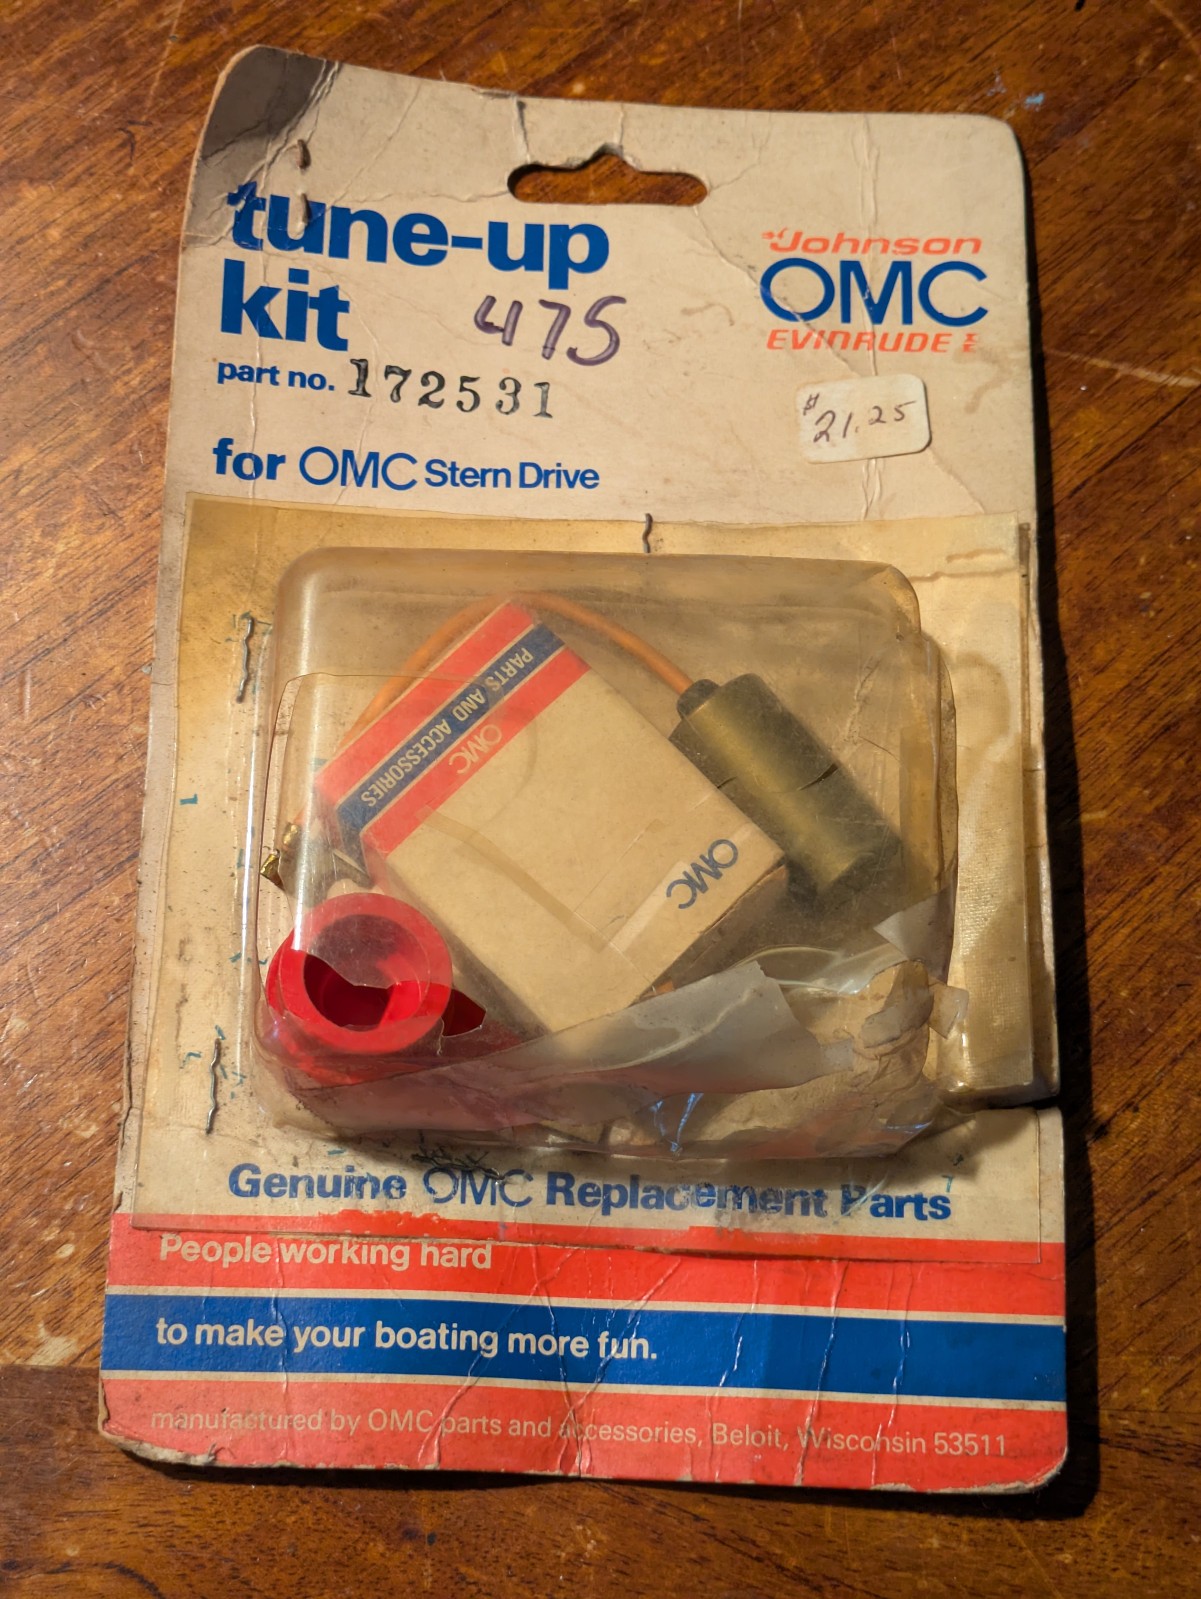 tune-up
kit
475
part no. 172531
for OMC Stern Drive
Johnson
OMC
EVINRUDE
$21.25
PARTS AND ACCESSORIES
OMC
OMC
Genuine OMC Replacement Parts
People working hard
to make your boating more fun.
manufactured by OMC parts and accessories, Beloit, Wisconsin 53511